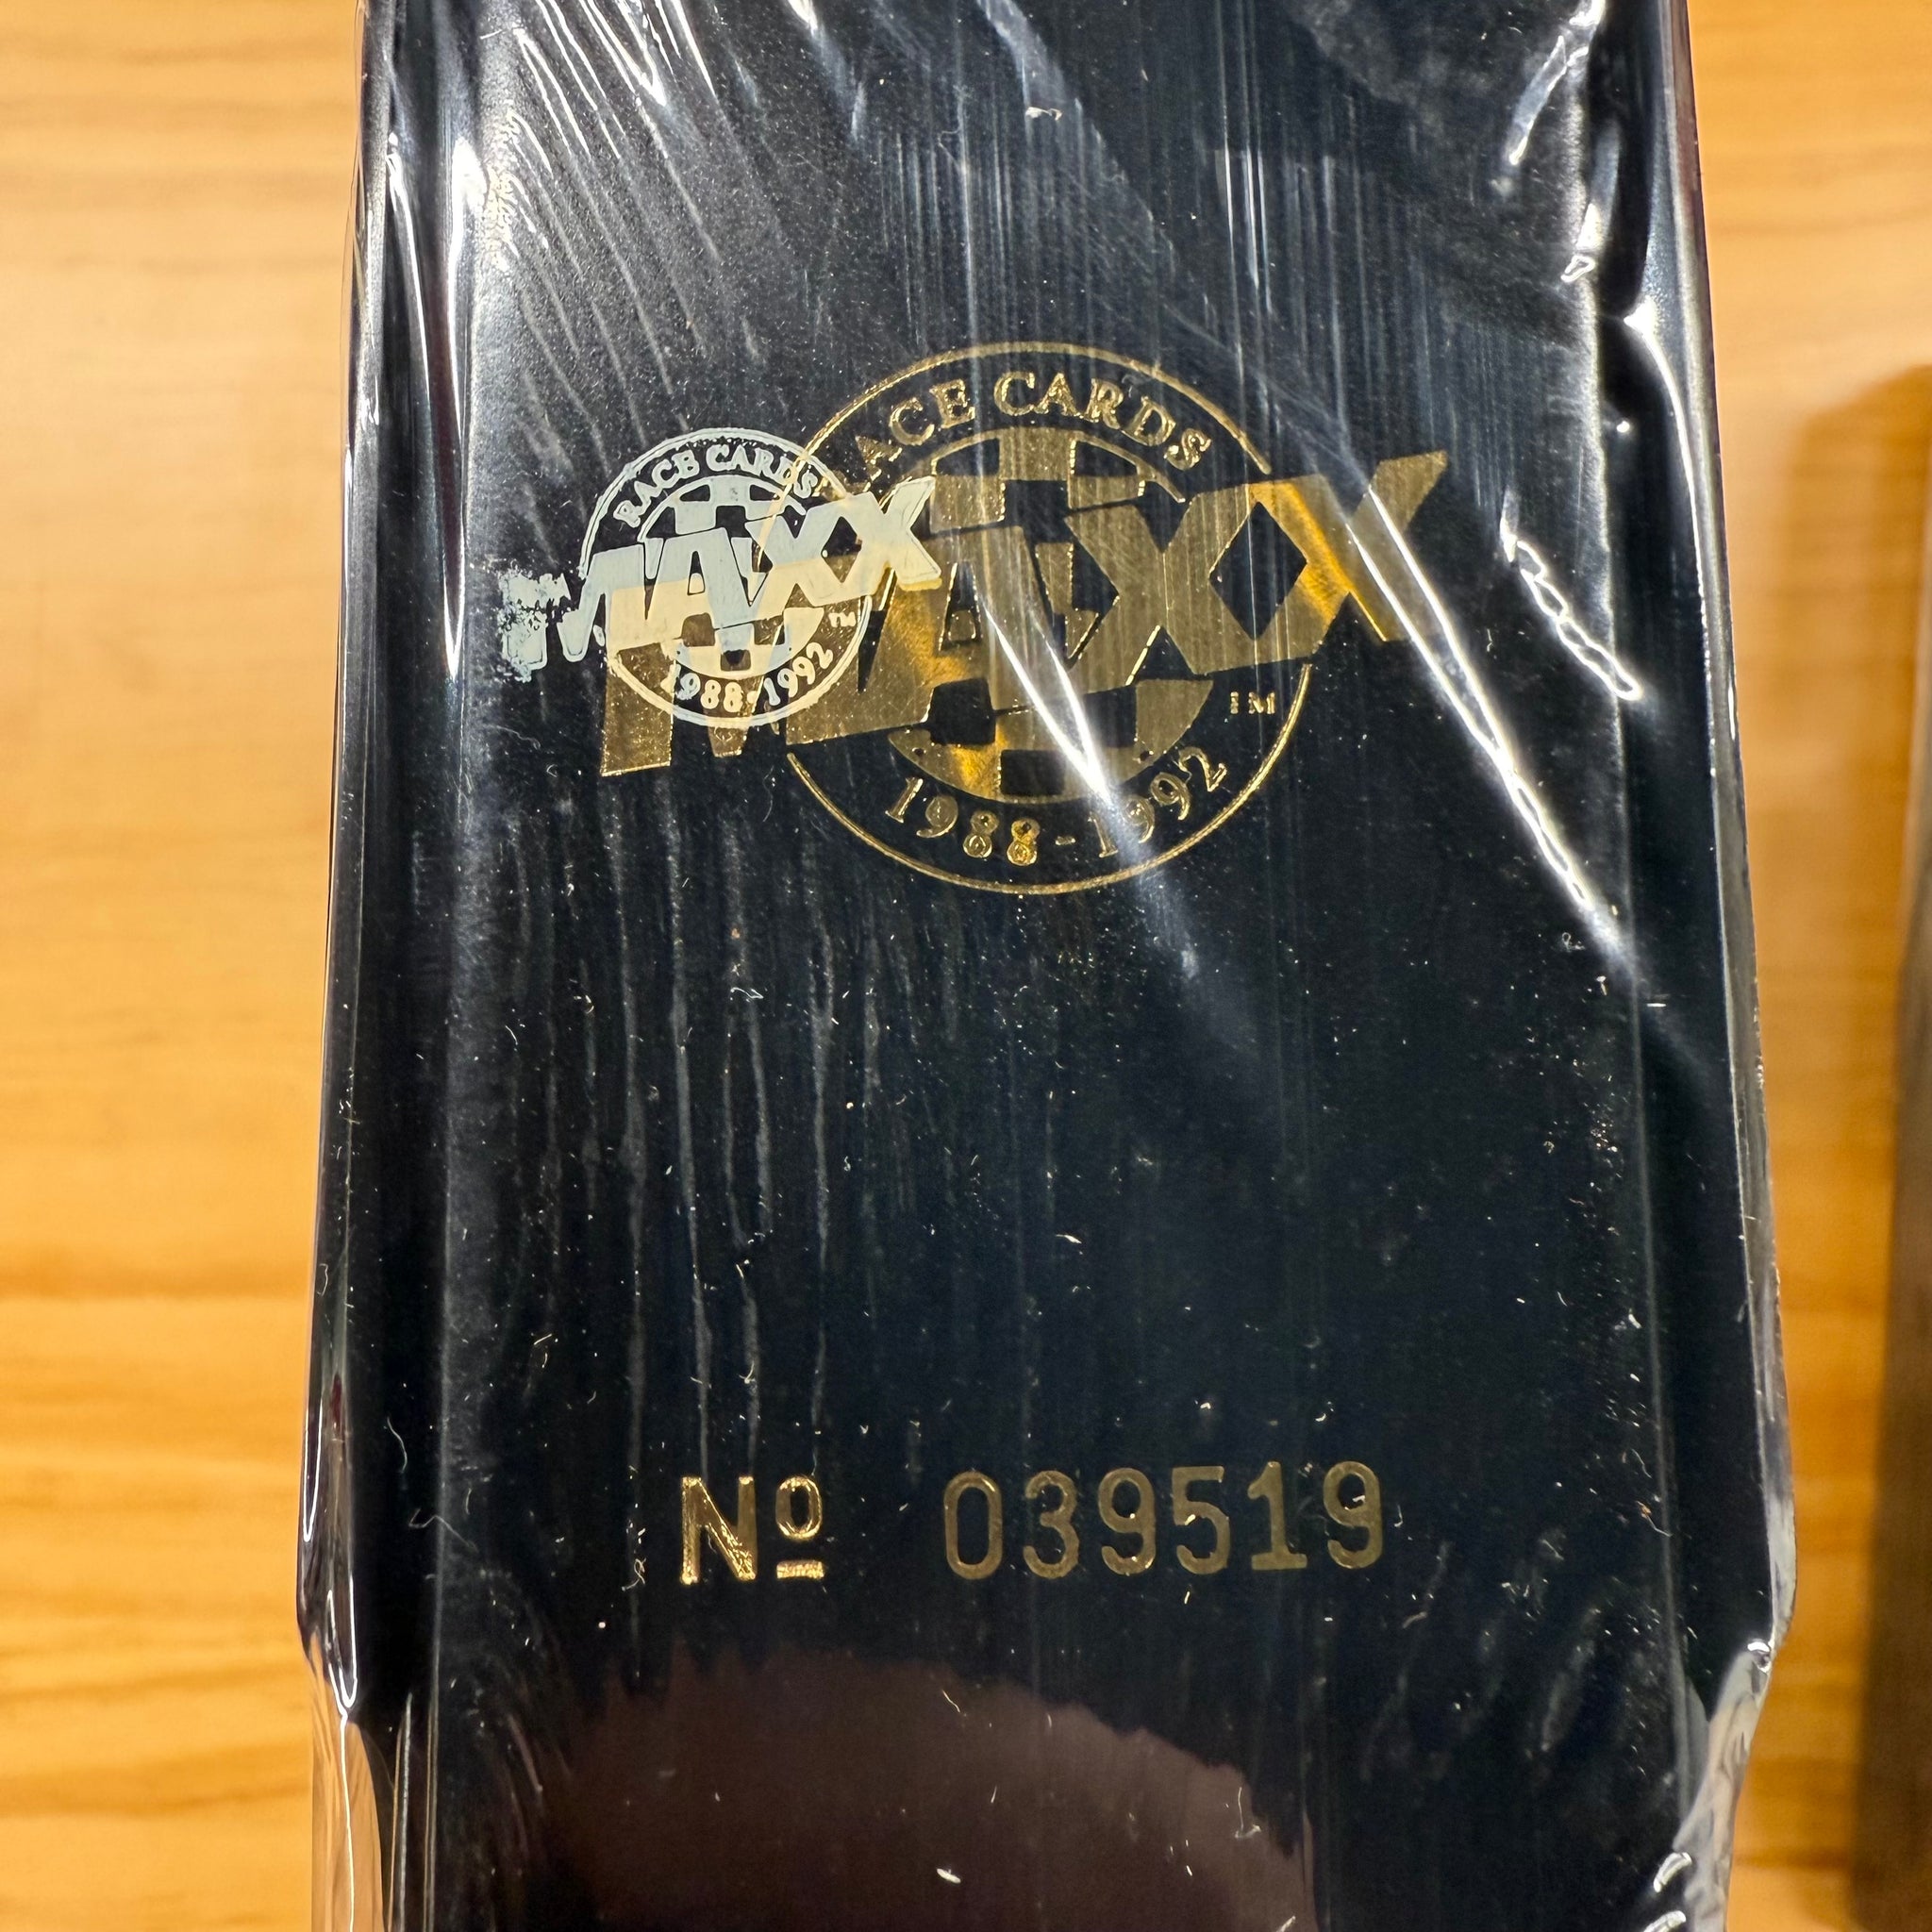 RACE CARDS
MAXX
TM
1988-1992
RACE CARDS
MAXX
TM
1988-1992
Nº 039519